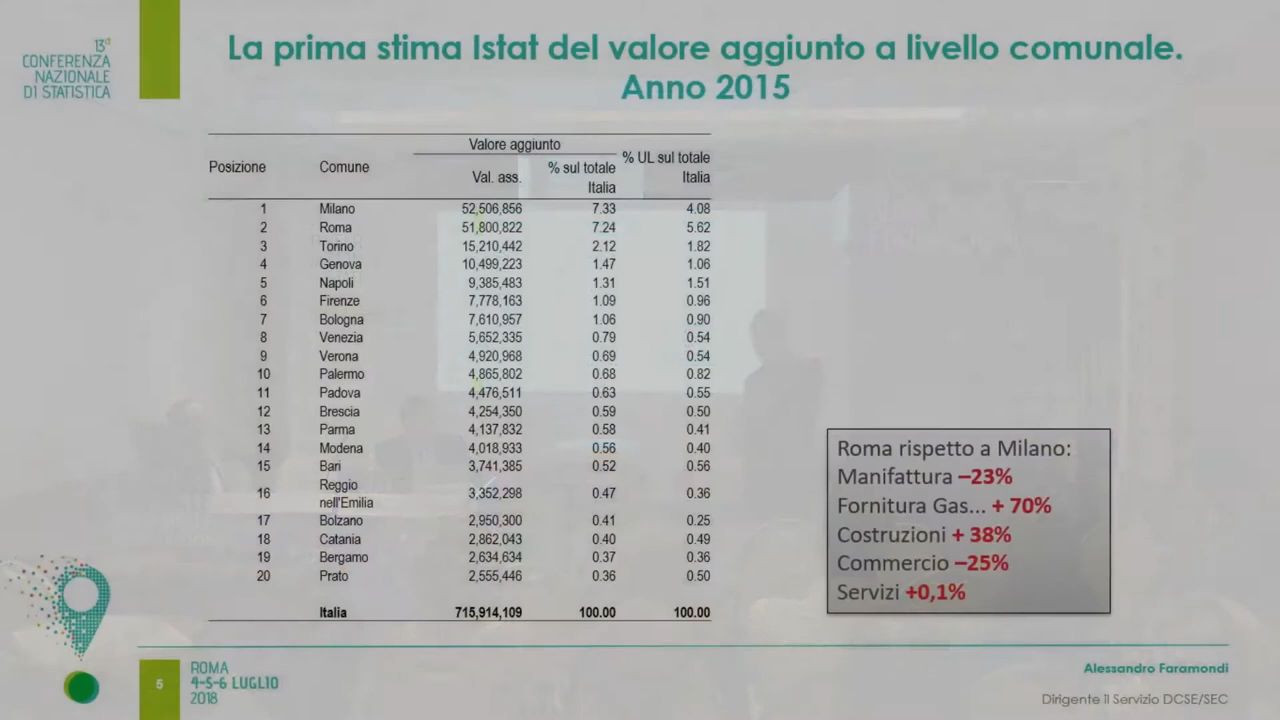 13ª
CONFERENZA
NAZIONALE
DI STATISTICA
La prima stima Istat del valore aggiunto a livello comunale.
Anno 2015
Posizione Comune Valore aggiunto % UL sul totale Italia
Val. ass. % sul totale Italia
1 Milano 52,506,856 7.33 4.08
2 Roma 51,800,822 7.24 5.62
3 Torino 15,210,442 2.12 1.82
4 Genova 10,499,223 1.47 1.06
5 Napoli 9,385,483 1.31 1.51
6 Firenze 7,778,163 1.09 0.96
7 Bologna 7,610,957 1.06 0.90
8 Venezia 5,652,335 0.79 0.54
9 Verona 4,920,968 0.69 0.54
10 Palermo 4,865,802 0.68 0.82
11 Padova 4,476,511 0.63 0.55
12 Brescia 4,254,350 0.59 0.50
13 Parma 4,137,832 0.58 0.41
14 Modena 4,018,933 0.56 0.40
15 Bari 3,741,385 0.52 0.56
16 Reggio nell'Emilia 3,352,298 0.47 0.36
17 Bolzano 2,950,300 0.41 0.25
18 Catania 2,862,043 0.40 0.49
19 Bergamo 2,634,634 0.37 0.36
20 Prato 2,555,446 0.36 0.50
Italia 715,914,109 100.00 100.00
Roma rispetto a Milano:
Manifattura –23%
Fornitura Gas... + 70%
Costruzioni + 38%
Commercio –25%
Servizi +0,1%
5
ROMA
4-5-6 LUGLIO
2018
Alessandro Faramondi
Dirigente il Servizio DCSE/SEC